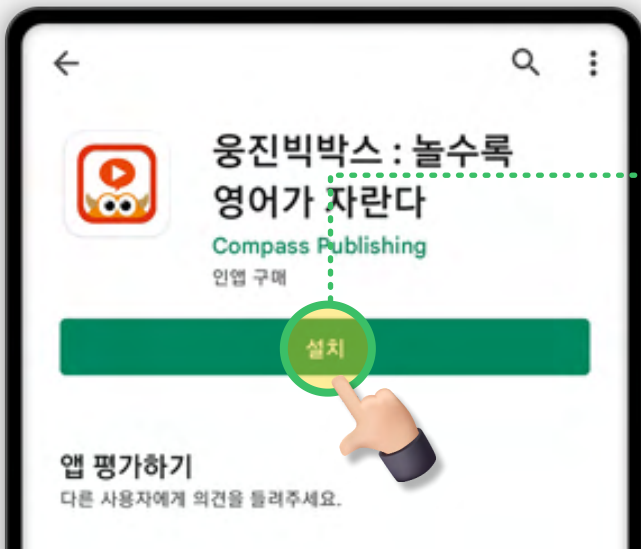 웅진빅박스 : 놀수록
영어가 자란다
Compass Publishing
인앱 구매
설치
앱 평가하기
다른 사용자에게 의견을 들려주세요.